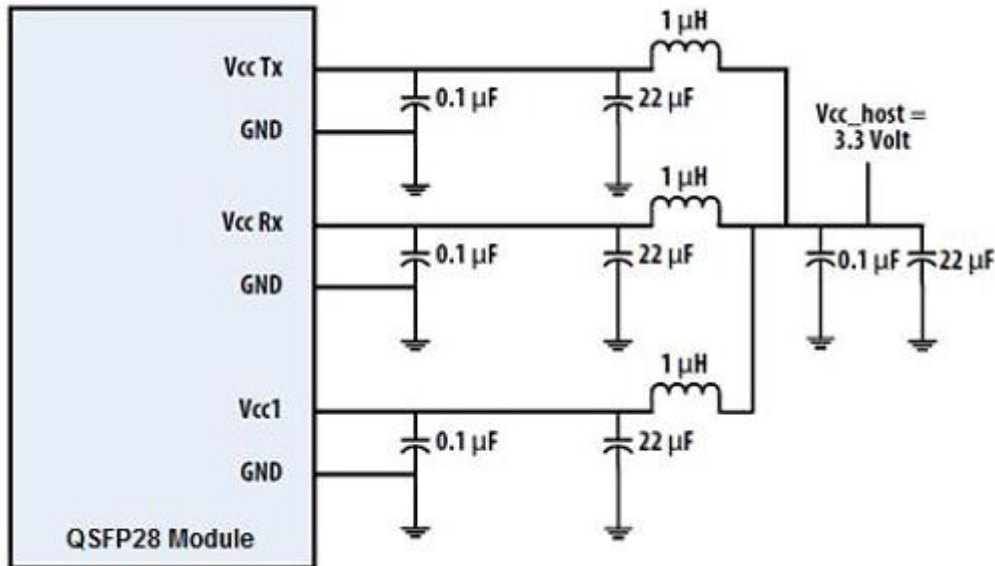 1 µH
Vcc Tx
0.1 µF
22 µF
GND
Vcc_host =
3.3 Volt
1 µH
Vcc Rx
0.1 µF
22 µF
0.1 µF
22 µF
GND
1 µH
Vcc1
0.1 µF
22 µF
GND
QSFP28 Module